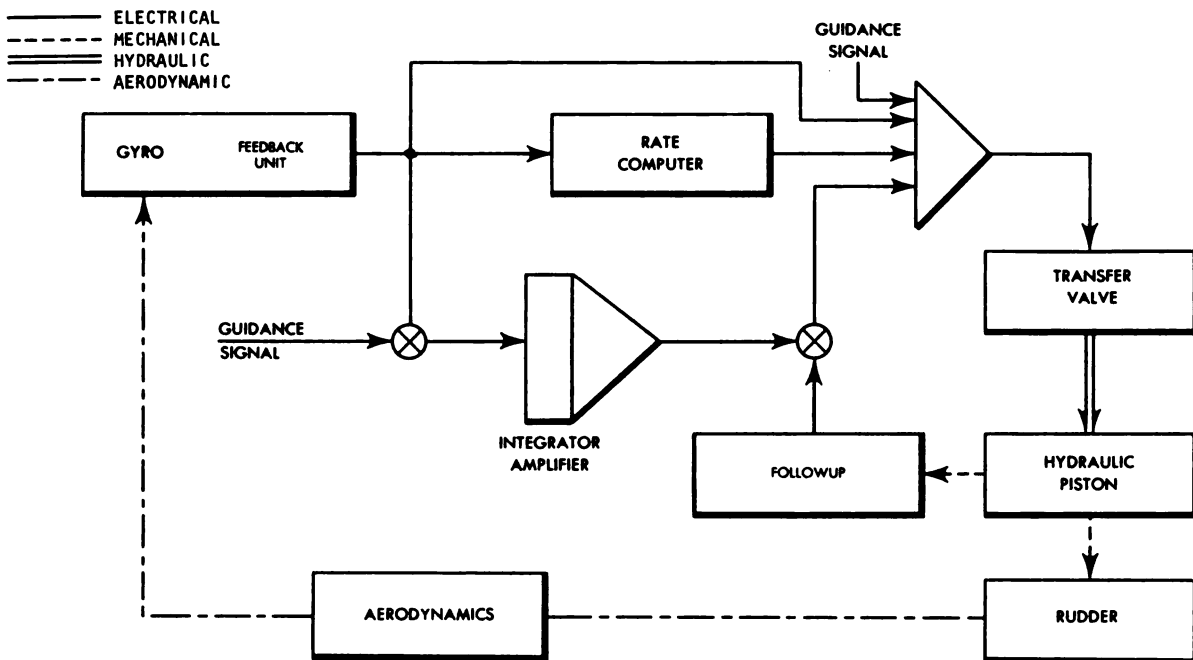 ELECTRICAL
MECHANICAL
HYDRAULIC
AERODYNAMIC
GUIDANCE
SIGNAL
GYRO
FEEDBACK
UNIT
RATE
COMPUTER
TRANSFER
VALVE
GUIDANCE
SIGNAL
INTEGRATOR
AMPLIFIER
FOLLOWUP
HYDRAULIC
PISTON
AERODYNAMICS
RUDDER